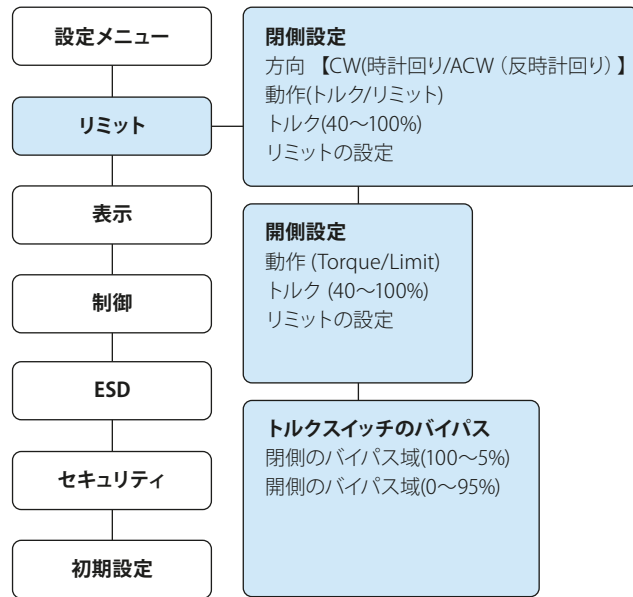 設定メニュー
リミット
表示
制御
ESD
セキュリティ
初期設定
閉側設定
方向 【CW(時計回り/ACW（反時計回り）】
動作(トルク/リミット)
トルク(40〜100%)
リミットの設定
開側設定
動作 (Torque/Limit)
トルク (40〜100%)
リミットの設定
トルクスイッチのバイパス
閉側のバイパス域(100〜5%)
開側のバイパス域(0〜95%)